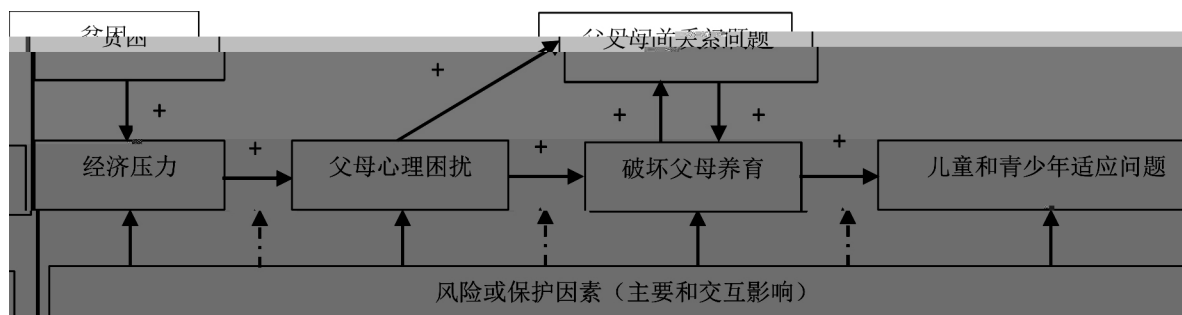 贫困
父母间关系问题
+
+
+
+
+
+
+
经济压力
父母心理困扰
破坏父母养育
儿童和青少年适应问题
风险或保护因素（主要和交互影响）